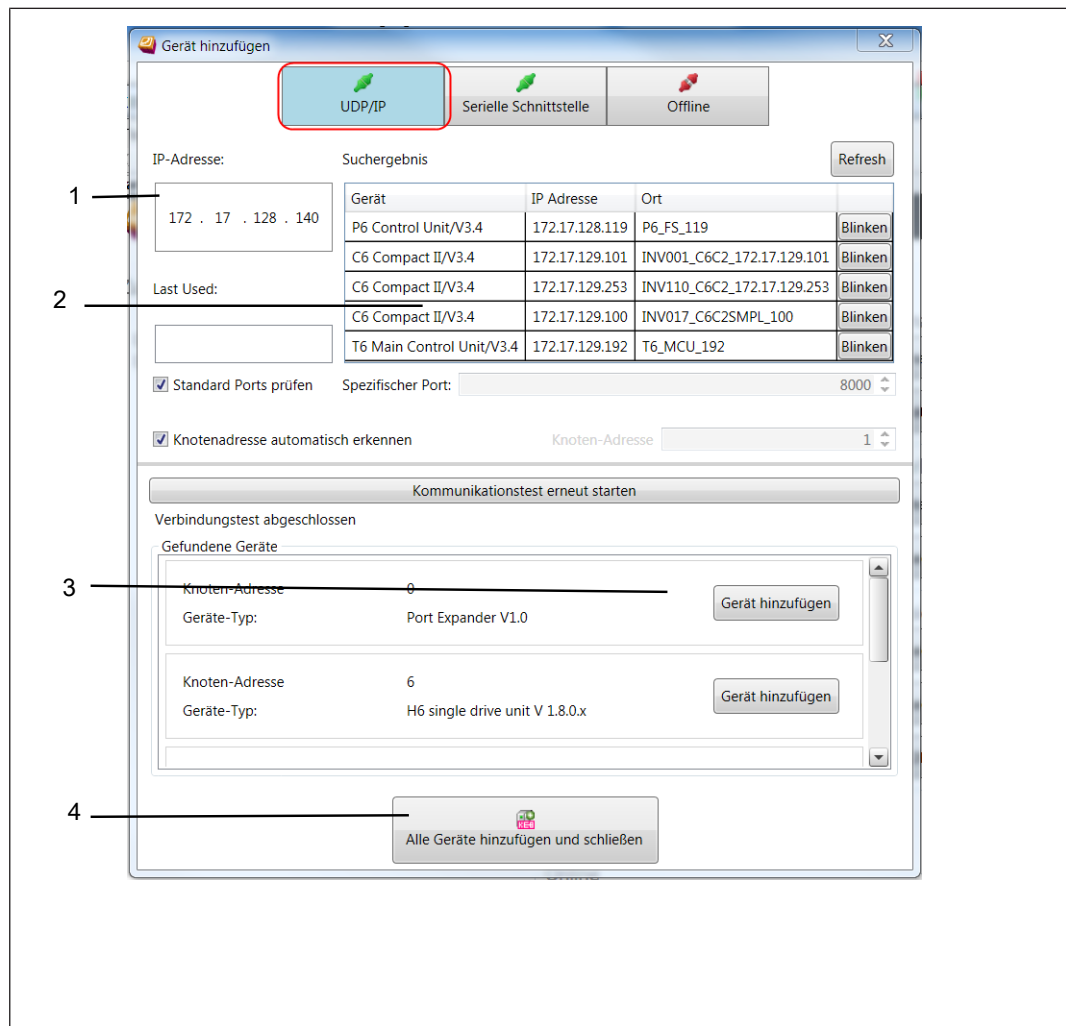 Gerät hinzufügen
UDP/IP Serielle Schnittstelle Offline
IP-Adresse: Suchergebnis Refresh
1
172 . 17 . 128 . 140
Gerät IP Adresse Ort
P6 Control Unit/V3.4 172.17.128.119 P6_FS_119 Blinken
C6 Compact II/V3.4 172.17.129.101 INV001_C6C2_172.17.129.101 Blinken
Last Used:
C6 Compact II/V3.4 172.17.129.253 INV110_C6C2_172.17.129.253 Blinken
2
C6 Compact II/V3.4 172.17.129.100 INV017_C6C2SMPL_100 Blinken
T6 Main Control Unit/V3.4 172.17.129.192 T6_MCU_192 Blinken
Standard Ports prüfen Spezifischer Port: 8000
Knotenadresse automatisch erkennen Knoten-Adresse 1
Kommunikationstest erneut starten
Verbindungstest abgeschlossen
Gefundene Geräte
3
Knoten-Adresse 0
Geräte-Typ: Port Expander V1.0
Gerät hinzufügen
Knoten-Adresse 6
Geräte-Typ: H6 single drive unit V 1.8.0.x
Gerät hinzufügen
4
KEB
Alle Geräte hinzufügen und schließen